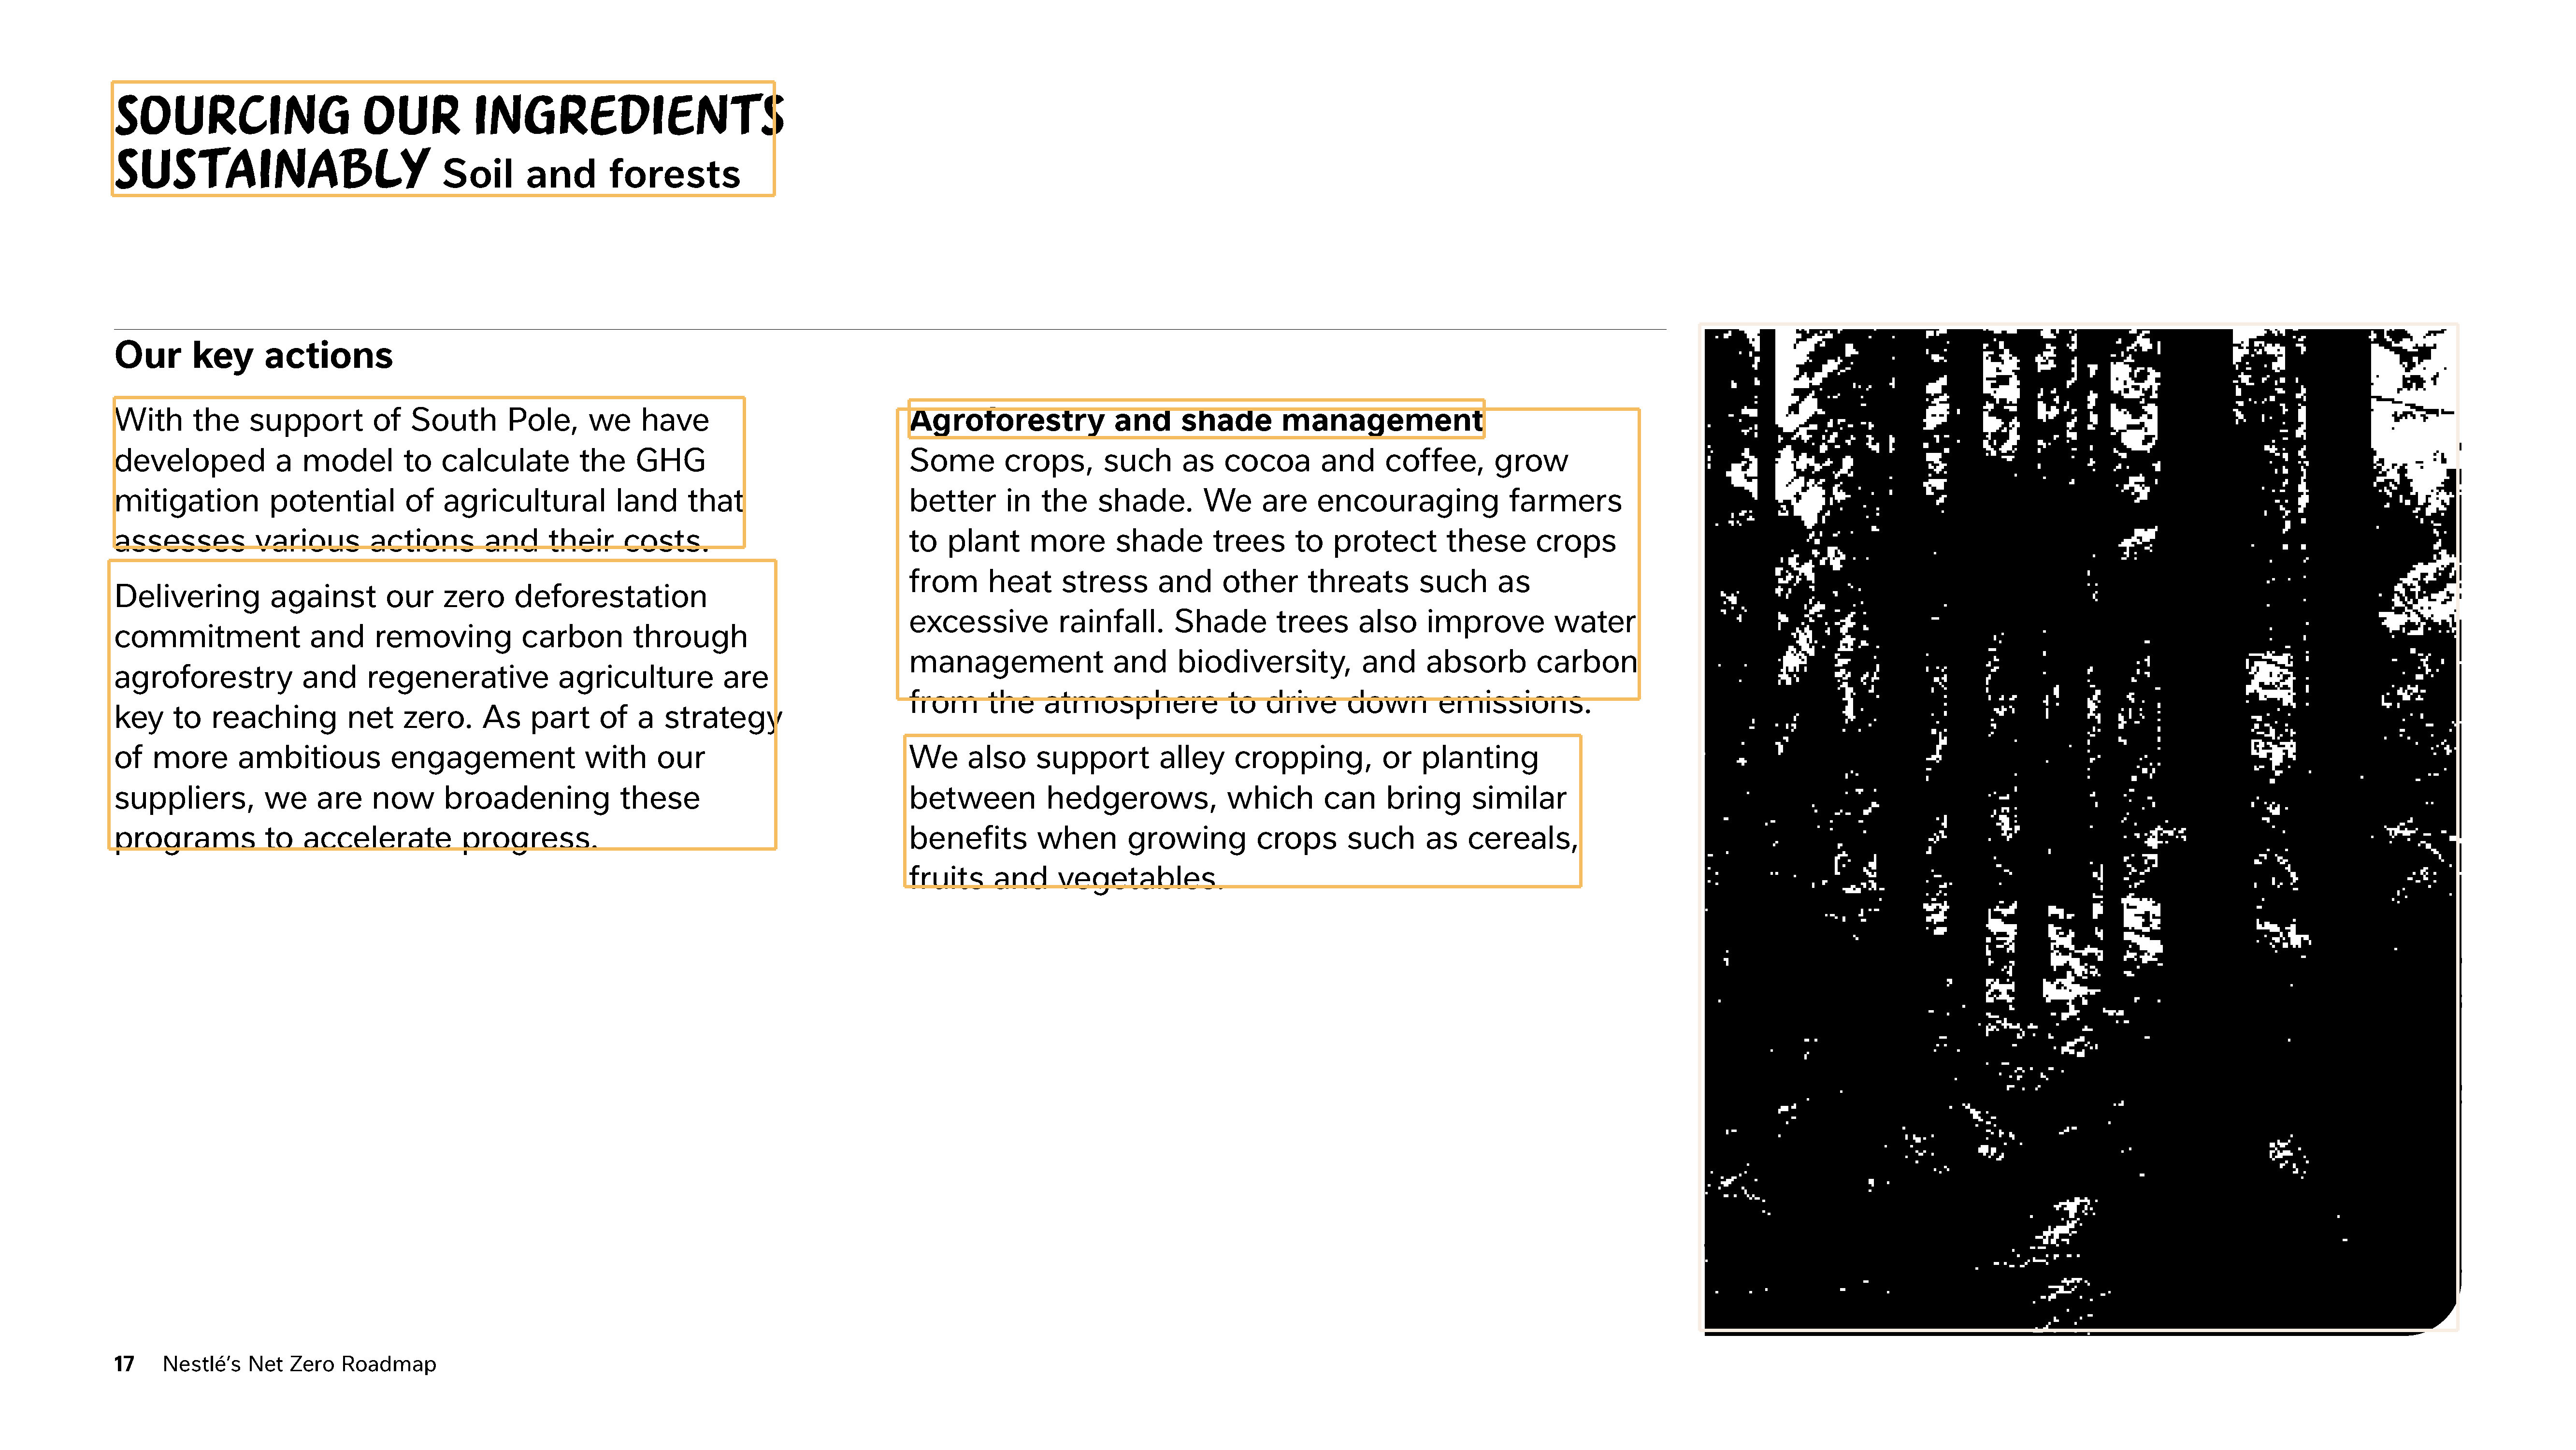 SOURCING OUR INGREDIENTS
SUSTAINABLY Soil and forests
Our key actions
With the support of South Pole, we have
developed a model to calculate the GHG
mitigation potential of agricultural land that
assesses various actions and their costs.
Delivering against our zero deforestation
commitment and removing carbon through
agroforestry and regenerative agriculture are
key to reaching net zero. As part of a strategy
of more ambitious engagement with our
suppliers, we are now broadening these
programs to accelerate progress.
Agroforestry and shade management
Some crops, such as cocoa and coffee, grow
better in the shade. We are encouraging farmers
to plant more shade trees to protect these crops
from heat stress and other threats such as
excessive rainfall. Shade trees also improve water
management and biodiversity, and absorb carbon
from the atmosphere to drive down emissions.
We also support alley cropping, or planting
between hedgerows, which can bring similar
benefits when growing crops such as cereals,
fruits and vegetables.
17 Nestlé’s Net Zero Roadmap